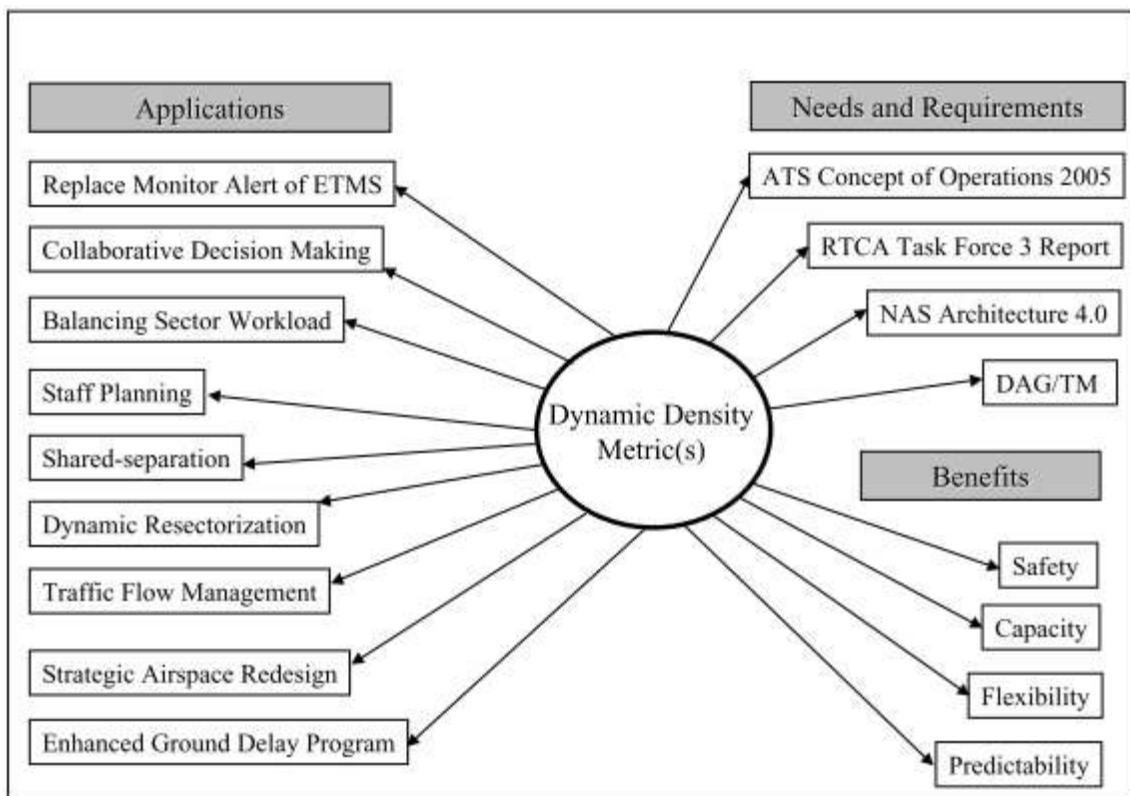 Applications
Replace Monitor Alert of ETMS
Collaborative Decision Making
Balancing Sector Workload
Staff Planning
Shared-separation
Dynamic Resectorization
Traffic Flow Management
Strategic Airspace Redesign
Enhanced Ground Delay Program
Dynamic Density
Metric(s)
Needs and Requirements
ATS Concept of Operations 2005
RTCA Task Force 3 Report
NAS Architecture 4.0
DAG/TM
Benefits
Safety
Capacity
Flexibility
Predictability